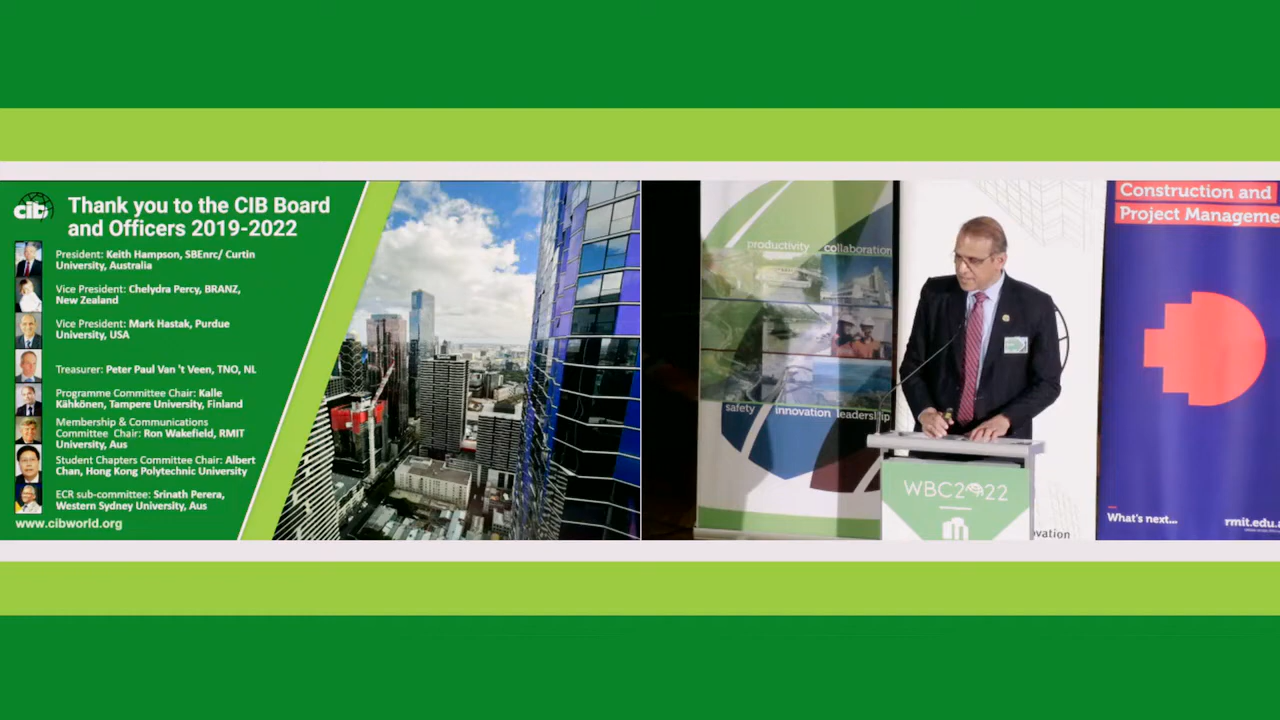 cib
Thank you to the CIB Board
and Officers 2019-2022
President: Keith Hampson, SBEnrc/ Curtin
University, Australia
Vice President: Chelydra Percy, BRANZ,
New Zealand
Vice President: Mark Hastak, Purdue
University, USA
Treasurer: Peter Paul Van 't Veen, TNO, NL
Programme Committee Chair: Kalle
Kähkönen, Tampere University, Finland
Membership & Communications
Committee Chair: Ron Wakefield, RMIT
University, Aus
Student Chapters Committee Chair: Albert
Chan, Hong Kong Polytechnic University
ECR sub-committee: Srinath Perera,
Western Sydney University, Aus
www.cibworld.org
productivity collaboration
safety innovation leadership
WBC2022
ovation
Construction and
Project Manageme
What's next...
rmit.edu.a